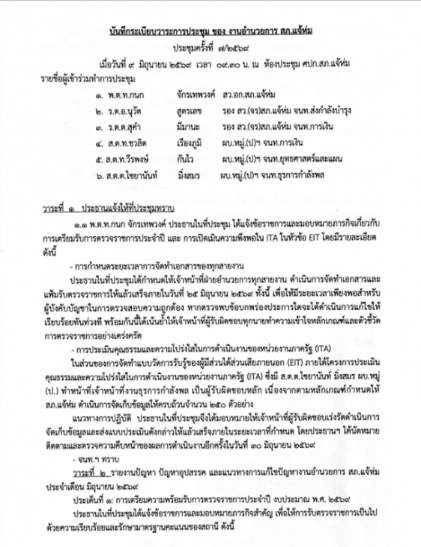 บันทึกระเบียบวาระการประชุม ของ งานอำนวยการ สภ.แจ้ห่ม
ประชุมครั้งที่ ๗/๒๕๖๙
เมื่อวันที่ ๙ มิถุนายน ๒๕๖๙ เวลา ๐๙.๓๐ น. ณ ห้องประชุม ศปก.สภ.แจ้ห่ม
รายชื่อผู้เข้าร่วมทำการประชุม
๑. พ.ต.ท.กนก จักรเทพวงค์ สว.อก.สภ.แจ้ห่ม
๒. ร.ต.อ.นุวัต สูตรเลข รอง สว.(จร)สภ.แจ้ห่ม จนท.ส่งกำลังบำรุง
๓. ร.ต.ต.สุคำ มีมานะ รอง สว.(จร)สภ.แจ้ห่ม จนท.การเงิน
๔. ส.ต.ท.ชวลิต เรืองภูมิ ผบ.หมู่.(ป)ฯ จนท.การเงิน
๕. ส.ต.ท.วีรพงษ์ กันไว ผบ.หมู่.(ป)ฯ จนท.ยุทธศาสตร์และแผน
๖. ส.ต.ต.ไชยานันท์ มิ่งสมร ผบ.หมู่.(ป)ฯ จนท.ธุรการกำลังพล
วาระที่ ๑ ประธานแจ้งให้ที่ประชุมทราบ
๑.๑ พ.ต.ท.กนก จักรเทพวงค์ ประธานในที่ประชุม ได้แจ้งข้อราชการและมอบหมายภารกิจเกี่ยวกับ
การเตรียมรับการตรวจราชการประจำปี และ การเปิดเมินความพึงพอใน ITA ในหัวข้อ EIT โดยมีรายละเอียด
ดังนี้
- การกำหนดระยะเวลาการจัดทำเอกสารของทุกสายงาน
ประธานในที่ประชุมได้กำหนดให้เจ้าหน้าที่ฝ่ายอำนวยการทุกสายงาน ดำเนินการจัดทำเอกสารและ
แฟ้มรับตรวจราชการให้แล้วเสร็จภายในวันที่ ๒๕ มิถุนายน ๒๕๖๙ ทั้งนี้ เพื่อให้มีระยะเวลาเพียงพอสำหรับ
ผู้บังคับบัญชาในการตรวจสอบความถูกต้อง หากตรวจพบข้อบกพร่องประการใดจะได้ดำเนินการแก้ไขให้
เรียบร้อยทันท่วงที พร้อมกันนี้ได้เน้นย้ำให้เจ้าหน้าที่ผู้รับผิดชอบทุกนายทำความเข้าใจหลักเกณฑ์และตัวชี้วัด
การตรวจราชการอย่างเคร่งครัด
- การประเมินคุณธรรมและความโปร่งใสในการดำเนินงานของหน่วยงานภาครัฐ (ITA)
ในส่วนของการจัดทำแบบวัดการรับรู้ของผู้มีส่วนได้ส่วนเสียภายนอก (EIT) ภายใต้โครงการประเมิน
คุณธรรมและความโปร่งใสในการดำเนินงานของหน่วยงานภาครัฐ (ITA) ซึ่งมี ส.ต.ต.ไชยานันท์ มิ่งสมร ผบ.หมู่
(ป.) ทำหน้าที่เจ้าหน้าที่งานธุรการกำลังพล เป็นผู้รับผิดชอบหลัก เนื่องจากตามหลักเกณฑ์กำหนดให้
สภ.แจ้ห่ม ดำเนินการจัดเก็บข้อมูลให้ครบถ้วนจำนวน ๒๕๐ ตัวอย่าง
แนวทางการปฏิบัติ ประธานในที่ประชุมจึงได้มอบหมายให้เจ้าหน้าที่ผู้รับผิดชอบเร่งรัดดำเนินการ
จัดเก็บข้อมูลและส่งแบบประเมินดังกล่าวให้แล้วเสร็จภายในระยะเวลาที่กำหนด โดยประธานฯ ได้นัดหมาย
ติดตามและตรวจความคืบหน้าของผลการดำเนินงานอีกครั้งในวันที่ ๓๐ มิถุนายน ๒๕๖๙
- จนท.ฯ ทราบ
วาระที่ ๒ รายงานปัญหา ปัญหาอุปสรรค และแนวทางการแก้ไขปัญหางานอำนวยการ สภ.แจ้ห่ม
ประจำเดือน มิถุนายน ๒๕๖๙
ประเด็นที่ ๑: การเตรียมความพร้อมรับการตรวจราชการประจำปี งบประมาณ พ.ศ. ๒๕๖๙
ประธานในที่ประชุมได้แจ้งข้อราชการและมอบหมายภารกิจสำคัญ เพื่อให้การรับตรวจราชการเป็นไป
ด้วยความเรียบร้อยและรักษามาตรฐานคะแนนของสถานี ดังนี้